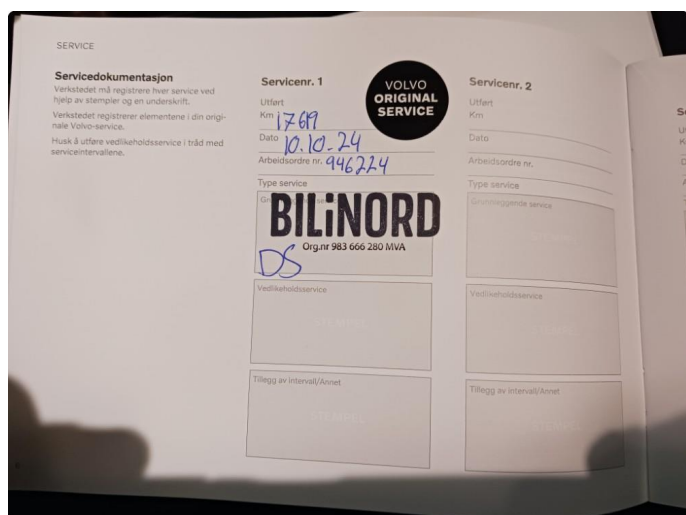 SERVICE
Servicedokumentasjon
Verkstedet må registrere hver service ved
hjelp av stempler og en underskrift.
Verkstedet registrerer elementene i din origi-
nale Volvo-service.
Husk å utføre vedlikeholdsservice i tråd med
serviceintervallene.
Servicenr. 1
VOLVO
ORIGINAL
SERVICE
Utført
Km 17619
Dato 10.10.24
Arbeidsordre nr. 946224
Type service
BILiNORD
Org.nr 983 666 280 MVA
DS
Vedlikeholdsservice
STEMPEL
Tillegg av intervall/Annet
STEMPEL
Servicenr. 2
Utført
Km
Dato
Arbeidsordre nr.
Type service
Grunnleggende service
Vedlikeholdsservice
Tillegg av intervall/Annet
STEMPEL